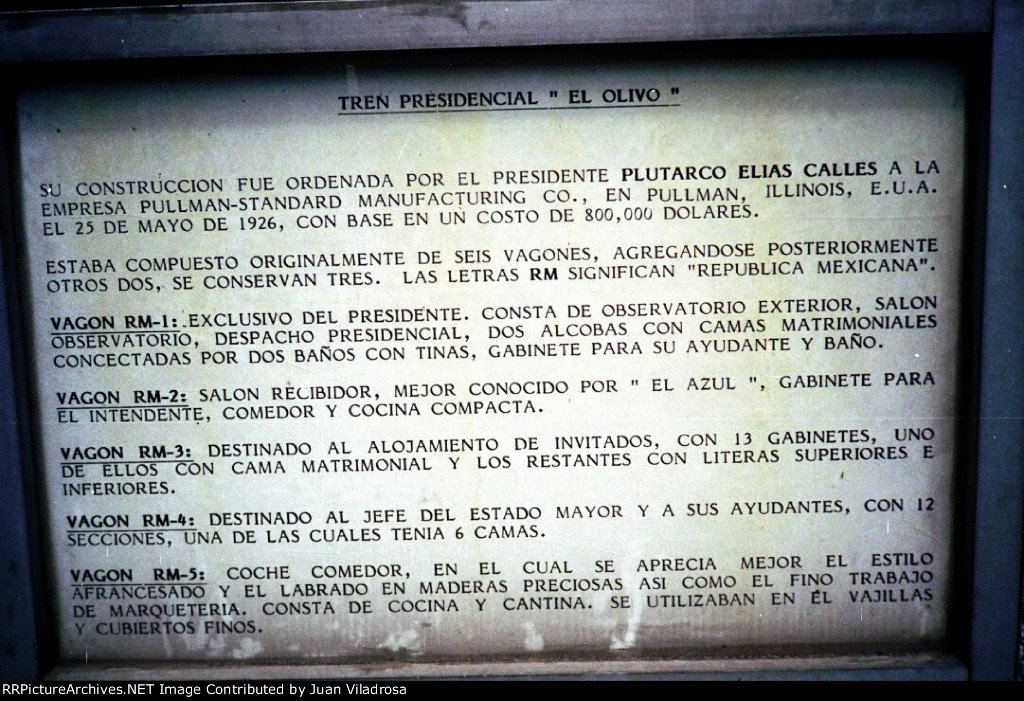 TREN PRESIDENCIAL " EL OLIVO "
SU CONSTRUCCION FUE ORDENADA POR EL PRESIDENTE PLUTARCO ELIAS CALLES A LA
EMPRESA PULLMAN-STANDARD MANUFACTURING CO., EN PULLMAN, ILLINOIS, E.U.A.
EL 25 DE MAYO DE 1926, CON BASE EN UN COSTO DE 800,000 DOLARES.
ESTABA COMPUESTO ORIGINALMENTE DE SEIS VAGONES, AGREGANDOSE POSTERIORMENTE
OTROS DOS, SE CONSERVAN TRES. LAS LETRAS RM SIGNIFICAN "REPUBLICA MEXICANA".
VAGON RM-1: EXCLUSIVO DEL PRESIDENTE. CONSTA DE OBSERVATORIO EXTERIOR, SALON
OBSERVATORIO, DESPACHO PRESIDENCIAL, DOS ALCOBAS CON CAMAS MATRIMONIALES
CONCECTADAS POR DOS BAÑOS CON TINAS, GABINETE PARA SU AYUDANTE Y BAÑO.
VAGON RM-2: SALON RECIBIDOR, MEJOR CONOCIDO POR " EL AZUL ", GABINETE PARA
EL INTENDENTE, COMEDOR Y COCINA COMPACTA.
VAGON RM-3: DESTINADO AL ALOJAMIENTO DE INVITADOS, CON 13 GABINETES, UNO
DE ELLOS CON CAMA MATRIMONIAL Y LOS RESTANTES CON LITERAS SUPERIORES E
INFERIORES.
VAGON RM-4: DESTINADO AL JEFE DEL ESTADO MAYOR Y A SUS AYUDANTES, CON 12
SECCIONES, UNA DE LAS CUALES TENIA 6 CAMAS.
VAGON RM-5: COCHE COMEDOR, EN EL CUAL SE APRECIA MEJOR EL ESTILO
AFRANCESADO Y EL LABRADO EN MADERAS PRECIOSAS ASI COMO EL FINO TRABAJO
DE MARQUETERIA. CONSTA DE COCINA Y CANTINA. SE UTILIZABAN EN EL VAJILLAS
Y CUBIERTOS FINOS.
RGPictureArchives.NET Image Contributed by Juan Viladrosa